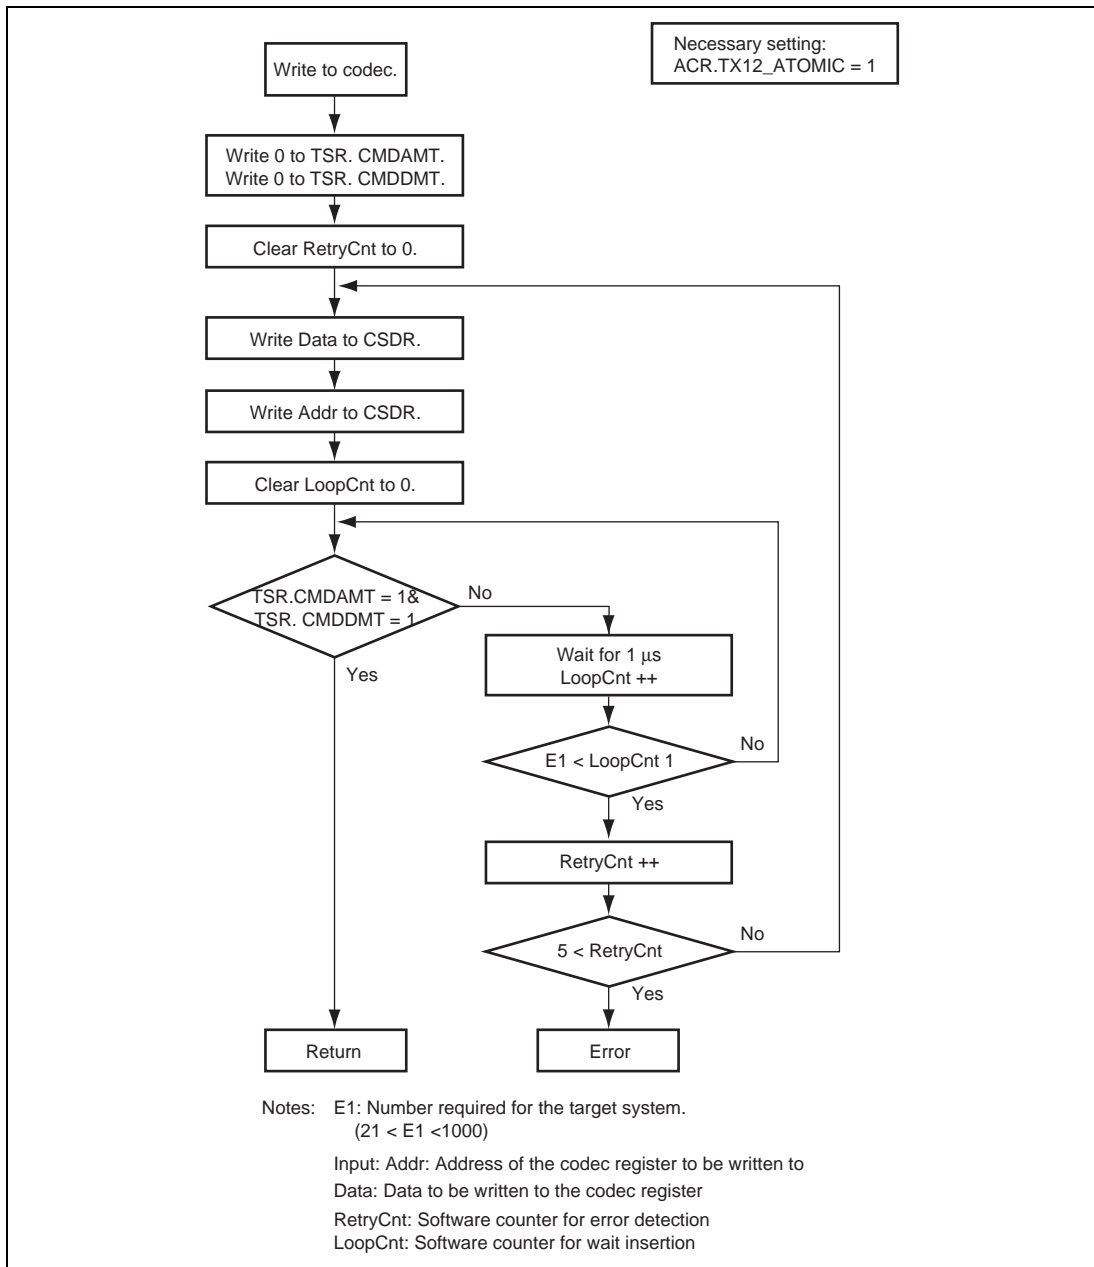 Necessary setting:
ACR.TX12_ATOMIC = 1
Write to codec.
Write 0 to TSR. CMDAMT.
Write 0 to TSR. CMDDMT.
Clear RetryCnt to 0.
Write Data to CSDR.
Write Addr to CSDR.
Clear LoopCnt to 0.
TSR.CMDAMT = 1&
TSR. CMDDMT = 1
No
Yes
Wait for 1 μs
LoopCnt ++
E1 < LoopCnt 1
No
Yes
RetryCnt ++
5 < RetryCnt
No
Yes
Return
Error
Notes: E1: Number required for the target system.
(21 < E1 <1000)
Input: Addr: Address of the codec register to be written to
Data: Data to be written to the codec register
RetryCnt: Software counter for error detection
LoopCnt: Software counter for wait insertion